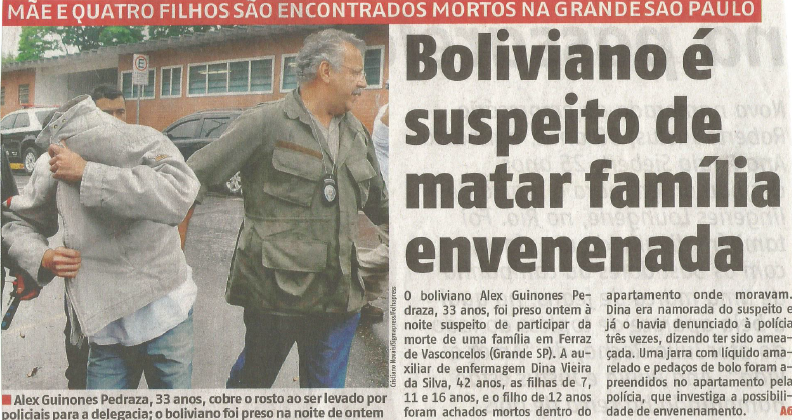 MÃE E QUATRO FILHOS SÃO ENCONTRADOS MORTOS NA GRANDE SÃO PAULO
Boliviano é
suspeito de
matar família
envenenada
Cristiano Novais/Sigmapress/Folhapress
Alex Guinones Pedraza, 33 anos, cobre o rosto ao ser levado por
policiais para a delegacia; o boliviano foi preso na noite de ontem
O boliviano Alex Guinones Pe-
draza, 33 anos, foi preso ontem à
noite suspeito de participar da
morte de uma família em Ferraz
de Vasconcelos (Grande SP). A au-
xiliar de enfermagem Dina Vieira
da Silva, 42 anos, as filhas de 7,
11 e 16 anos, e o filho de 12 anos
foram achados mortos dentro do
apartamento onde moravam.
Dina era namorada do suspeito e
já o havia denunciado à polícia
três vezes, dizendo ter sido amea-
çada. Uma jarra com líquido ama-
relado e pedaços de bolo foram a-
preendidos no apartamento pela
polícia, que investiga a possibili-
dade de envenenamento.